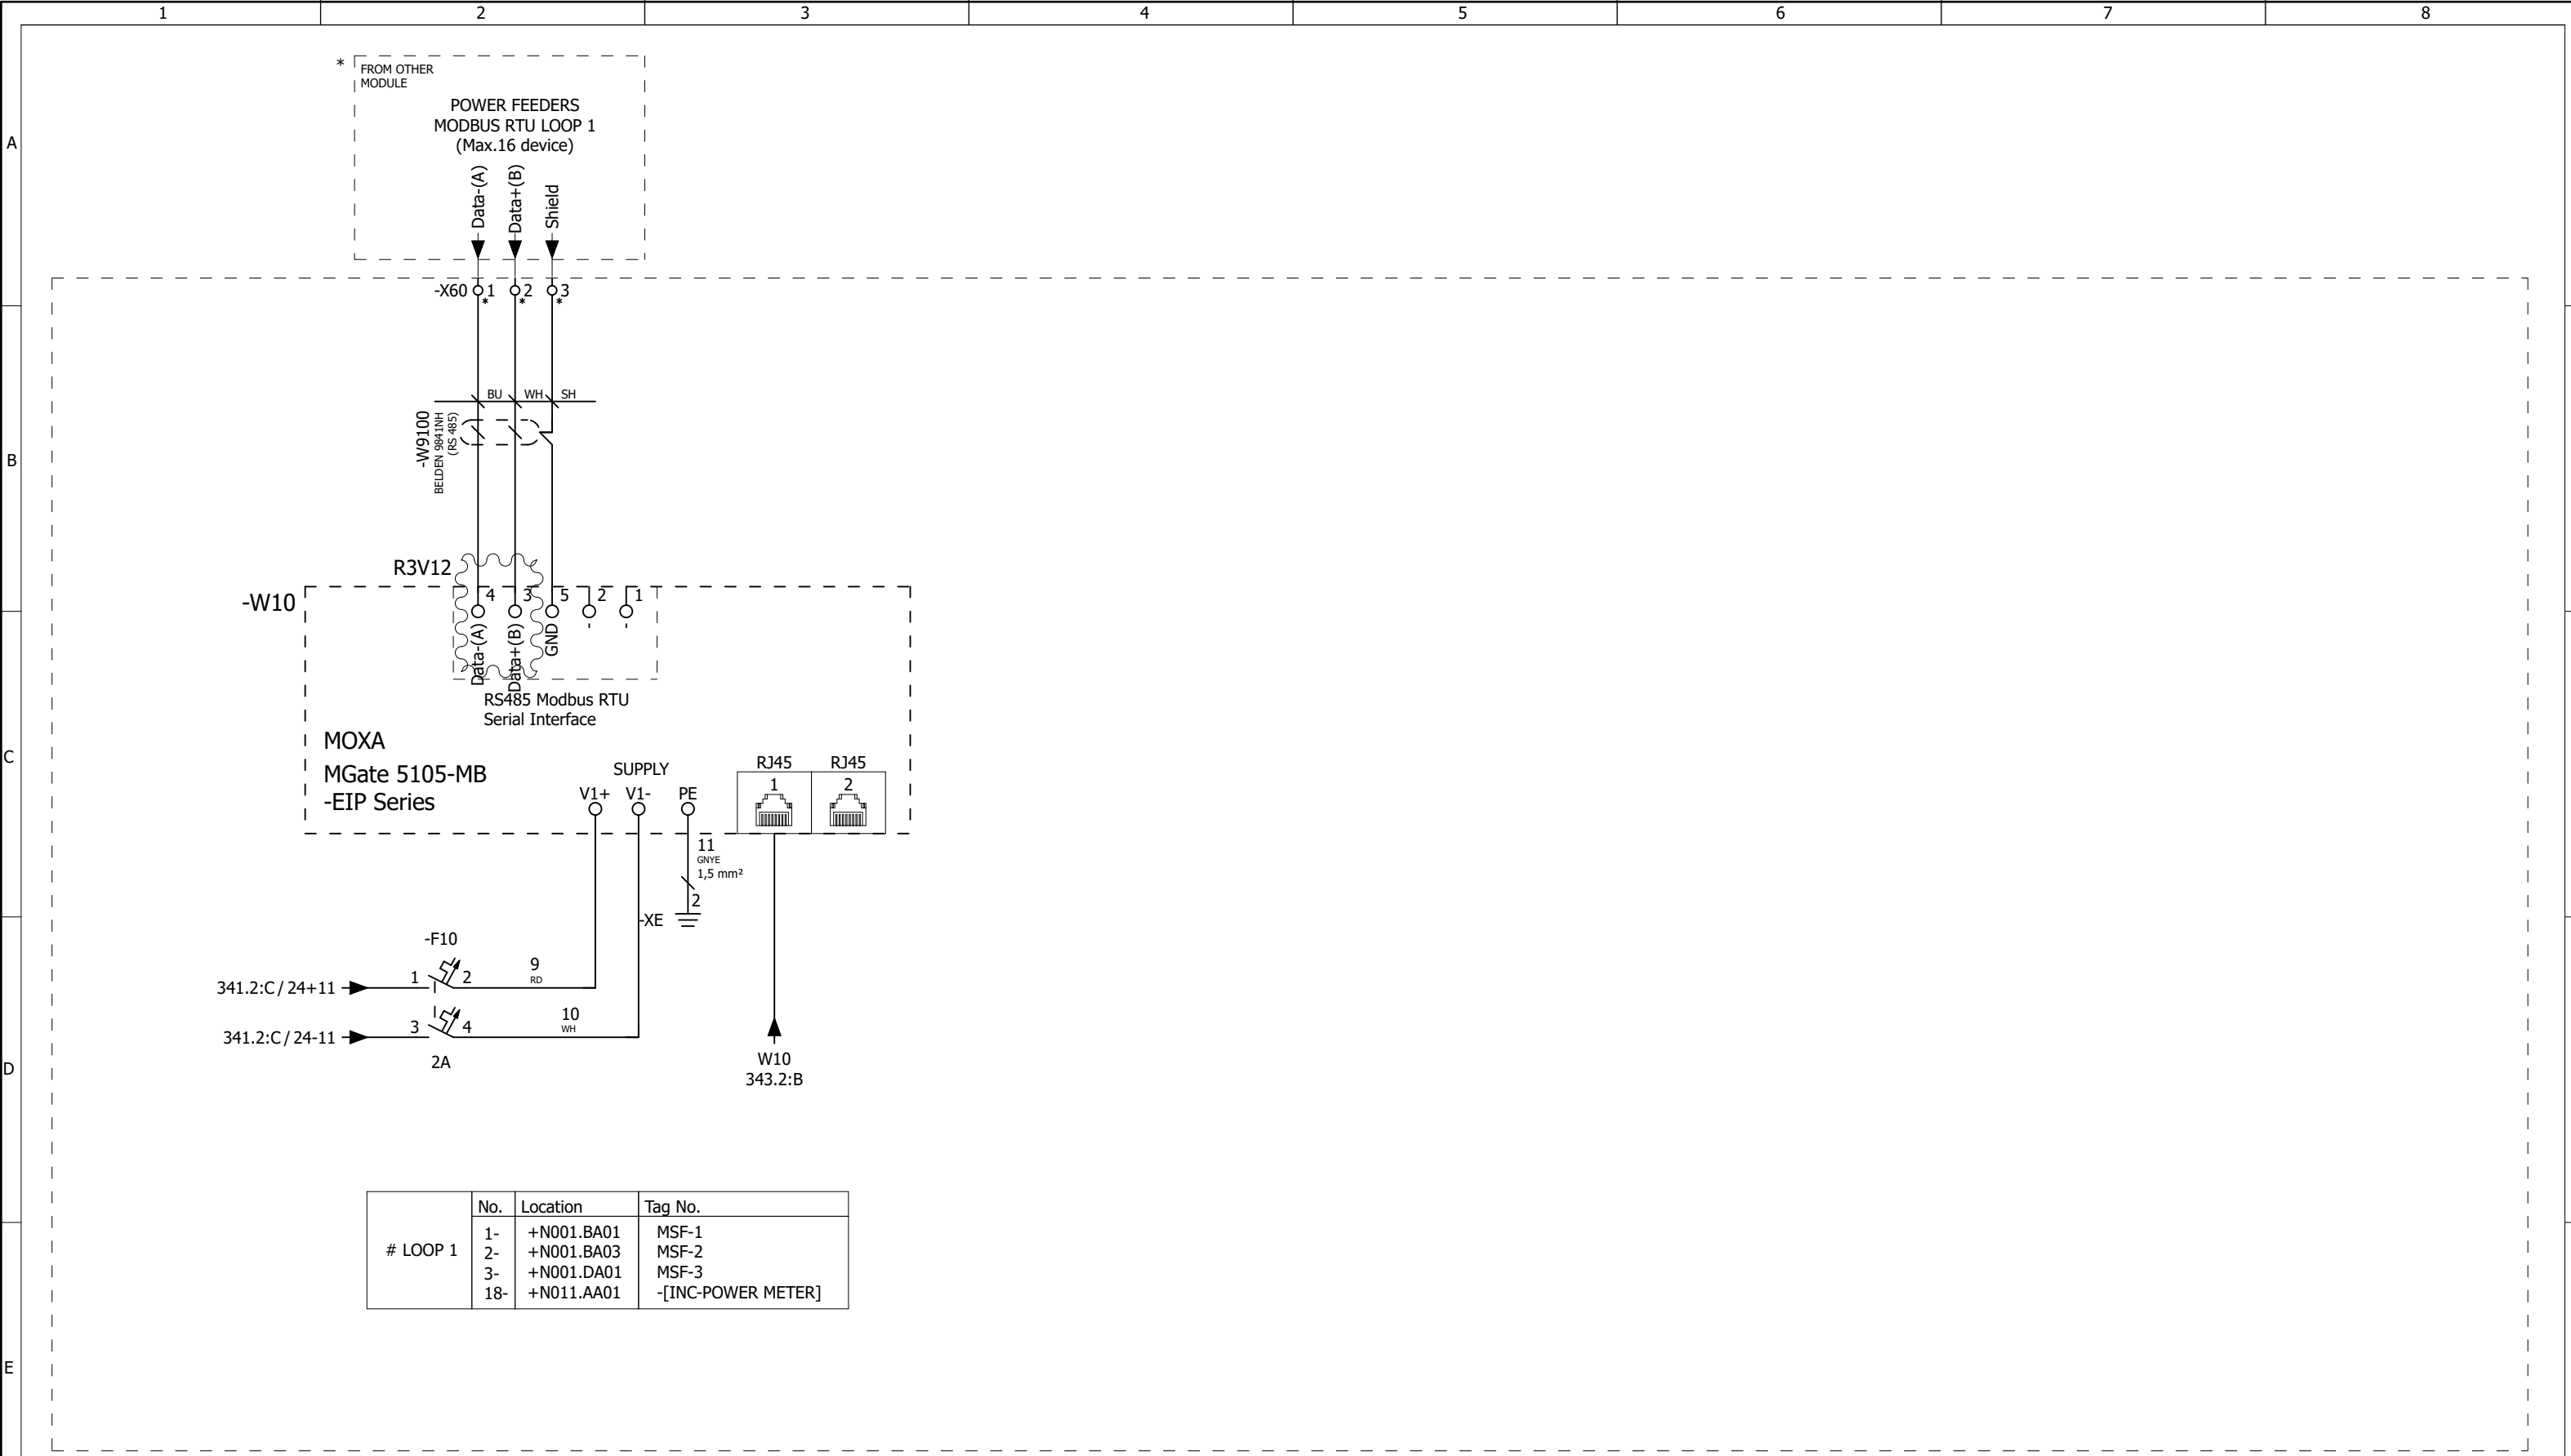 1 2 3 4 5 6 7 8
A
B
C
D
E
*
FROM OTHER
MODULE
POWER FEEDERS
MODBUS RTU LOOP 1
(Max.16 device)
Data-(A)
Data+(B)
Shield
-X60 1 2 3
* * *
BU WH SH
-W9100
BELDEN 9841NH
(RS 485)
R3V12
-W10
4 3 5 2 1
Data-(A)
Data+(B)
GND
-
-
RS485 Modbus RTU
Serial Interface
MOXA
MGate 5105-MB
-EIP Series
SUPPLY
V1+ V1- PE
RJ45 RJ45
1 2
11
GNYE
1,5 mm²
2
-XE
-F10
341.2:C / 24+11 1 2
9
RD
341.2:C / 24-11 3 4
10
WH
2A
W10
343.2:B
# LOOP 1
No. Location Tag No.
1- +N001.BA01 MSF-1
2- +N001.BA03 MSF-2
3- +N001.DA01 MSF-3
18- +N011.AA01 -[INC-POWER METER]